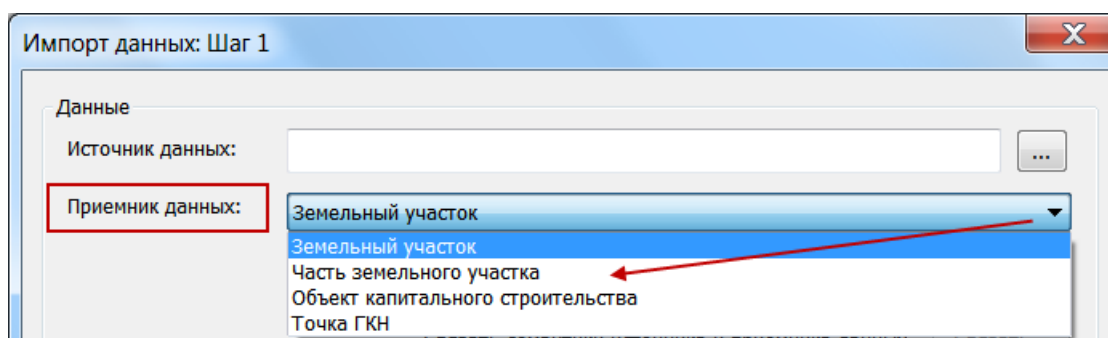 Импорт данных: Шаг 1
Данные
Источник данных:
...
Приемник данных:
Земельный участок
Земельный участок
Часть земельного участка
Объект капитального строительства
Точка ГКН